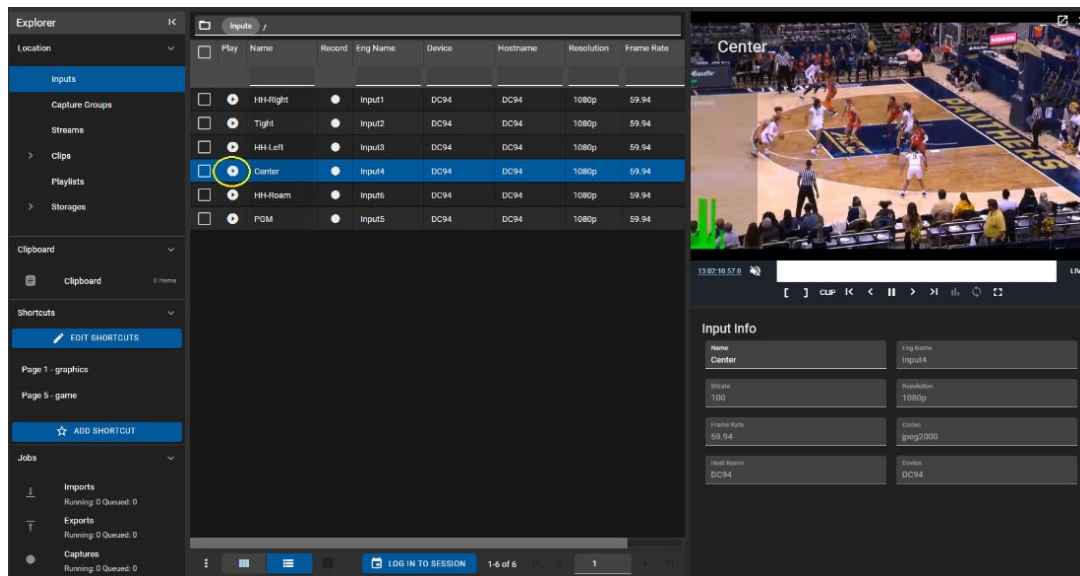 Explorer
Location
Inputs
Capture Groups
Streams
Clips
Playlists
Storages
Clipboard
Clipboard 0 Items
Shortcuts
EDIT SHORTCUTS
Page 1 - graphics
Page 5 - game
ADD SHORTCUT
Jobs
Imports
Running: 0 Queued: 0
Exports
Running: 0 Queued: 0
Captures
Running: 0 Queued: 0
Inputs /
Play Name Record Eng Name Device Hostname Resolution Frame Rate
HH-Right Input1 DC94 DC94 1080p 59.94
Tight Input2 DC94 DC94 1080p 59.94
HH-Left Input3 DC94 DC94 1080p 59.94
Center Input4 DC94 DC94 1080p 59.94
HH-Roam Input6 DC94 DC94 1080p 59.94
PGM Input5 DC94 DC94 1080p 59.94
LOG IN TO SESSION 1-6 of 6 1
Center
Gazette
PANTHERS
ACC
13:02:10.57.0 LIV
[ ] CLIP
Input Info
Name
Center
Eng Name
Input4
Bitrate
100
Resolution
1080p
Frame Rate
59.94
Codec
jpeg2000
Host Name
DC94
Device
DC94